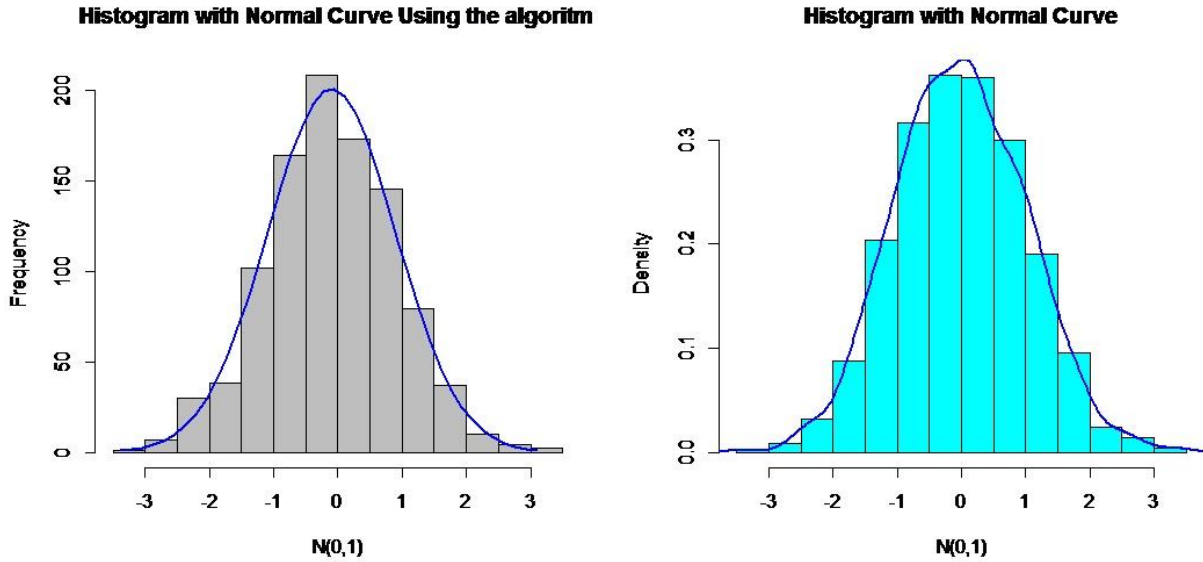 Histogram with Normal Curve Using the algoritm
Frequency
200
150
100
50
0
-3 -2 -1 0 1 2 3
N(0,1)
Histogram with Normal Curve
Density
0.3
0.2
0.1
0.0
-3 -2 -1 0 1 2 3
N(0,1)